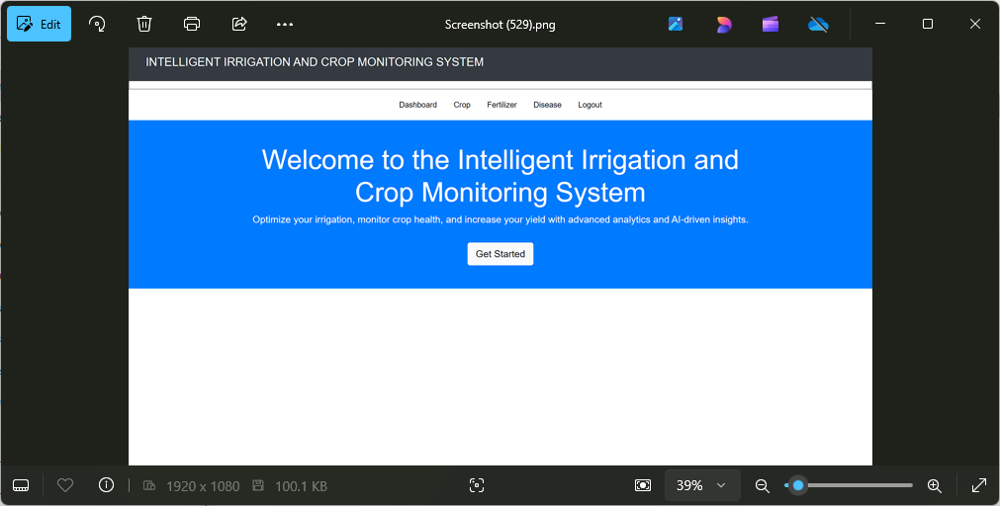 Edit
Screenshot (529).png
INTELLIGENT IRRIGATION AND CROP MONITORING SYSTEM
Dashboard Crop Fertilizer Disease Logout
Welcome to the Intelligent Irrigation and
Crop Monitoring System
Optimize your irrigation, monitor crop health, and increase your yield with advanced analytics and AI-driven insights.
Get Started
1920 x 1080 100.1 KB 39%